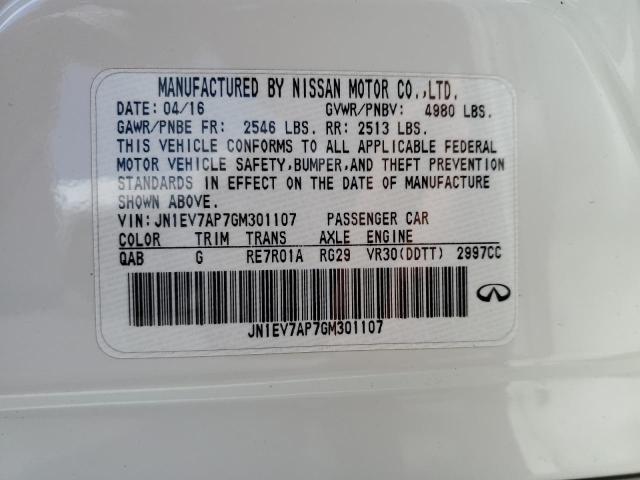 MANUFACTURED BY NISSAN MOTOR CO.,LTD.
DATE: 04/16 GVWR/PNBV: 4980 LBS.
GAWR/PNBE FR: 2546 LBS. RR: 2513 LBS.
THIS VEHICLE CONFORMS TO ALL APPLICABLE FEDERAL
MOTOR VEHICLE SAFETY,BUMPER,AND THEFT PREVENTION
STANDARDS IN EFFECT ON THE DATE OF MANUFACTURE
SHOWN ABOVE.
VIN:JN1EV7AP7GM301107 PASSENGER CAR
COLOR TRIM TRANS AXLE ENGINE
QAB G RE7R01A RG29 VR30(DDTT) 2997CC
JN1EV7AP7GM301107